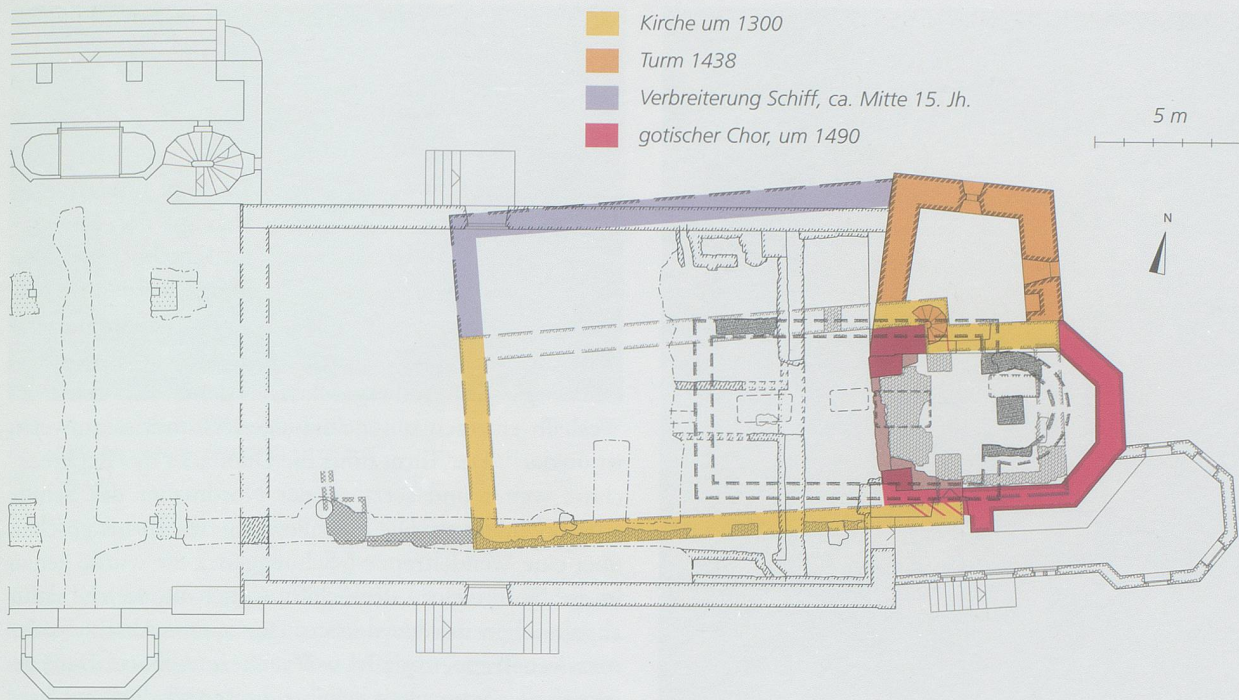 Kirche um 1300
Turm 1438
Verbreiterung Schiff, ca. Mitte 15. Jh.
gotischer Chor, um 1490
5 m
N